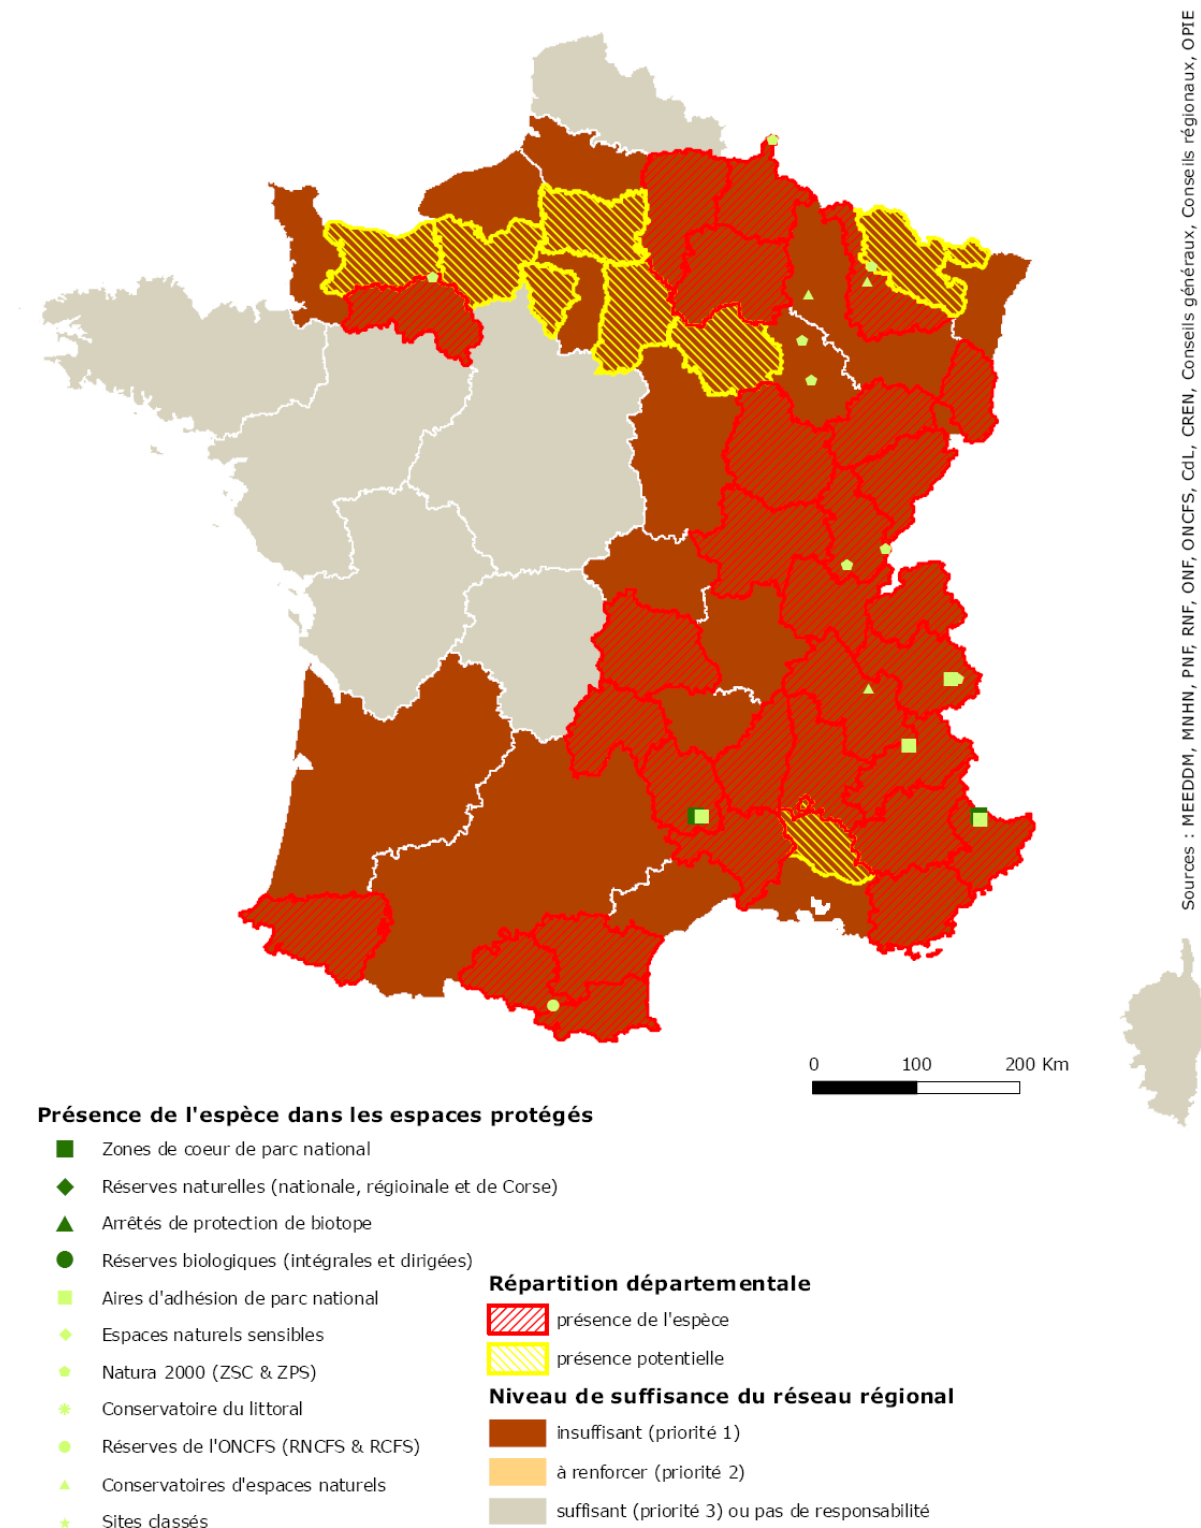 Sources : MEEDDM, MNHN, PNF, RNF, ONF, ONCFS, CdL, CREN, Conseils généraux, Conseils régionaux, OPIE
0 100 200 Km
Présence de l'espèce dans les espaces protégés
Zones de coeur de parc national
Réserves naturelles (nationale, régioinale et de Corse)
Arrêtés de protection de biotope
Réserves biologiques (intégrales et dirigées)
Aires d'adhésion de parc national
Espaces naturels sensibles
Natura 2000 (ZSC & ZPS)
Conservatoire du littoral
Réserves de l'ONCFS (RNCFS & RCFS)
Conservatoires d'espaces naturels
Sites classés
Répartition départementale
présence de l'espèce
présence potentielle
Niveau de suffisance du réseau régional
insuffisant (priorité 1)
à renforcer (priorité 2)
suffisant (priorité 3) ou pas de responsabilité